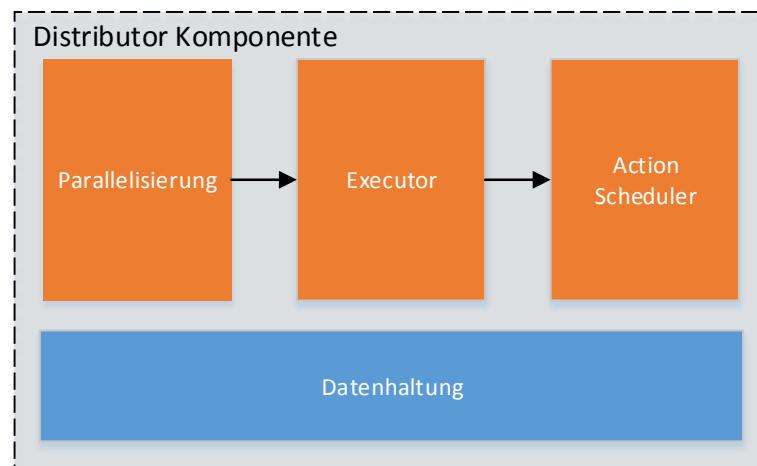 Distributor Komponente
Parallelisierung
Executor
Action
Scheduler
Datenhaltung